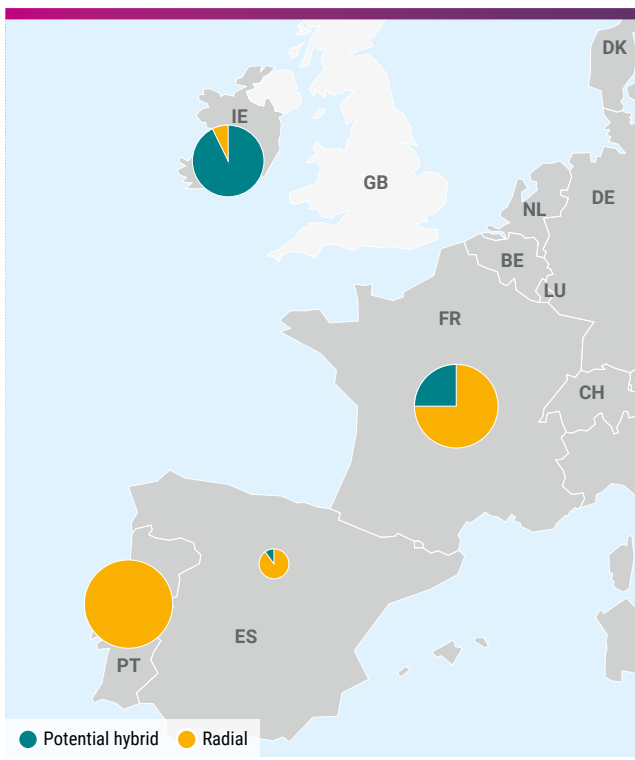 DK
IE
GB
DE
NL
BE
LU
FR
CH
ES
PT
Potential hybrid
Radial